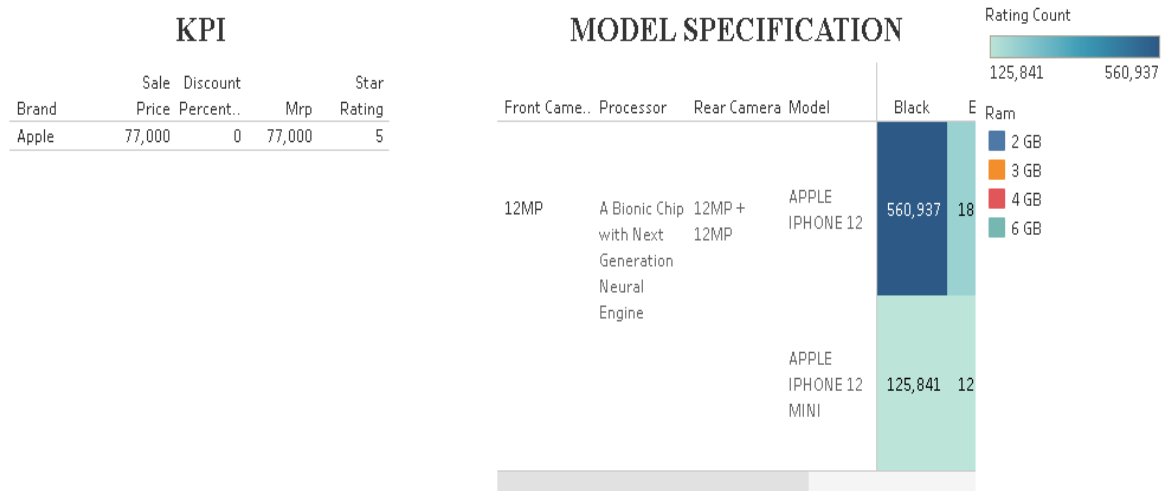 KPI
Sale Discount Star
Brand Price Percent.. Mrp Rating
Apple 77,000 0 77,000 5
MODEL SPECIFICATION
Front Came.. Processor Rear Camera Model Black E
12MP
A Bionic Chip
with Next
Generation
Neural
Engine
12MP +
12MP
APPLE
IPHONE 12
560,937 18
APPLE
IPHONE 12
MINI
125,841 12
Rating Count
125,841 560,937
Ram
2 GB
3 GB
4 GB
6 GB